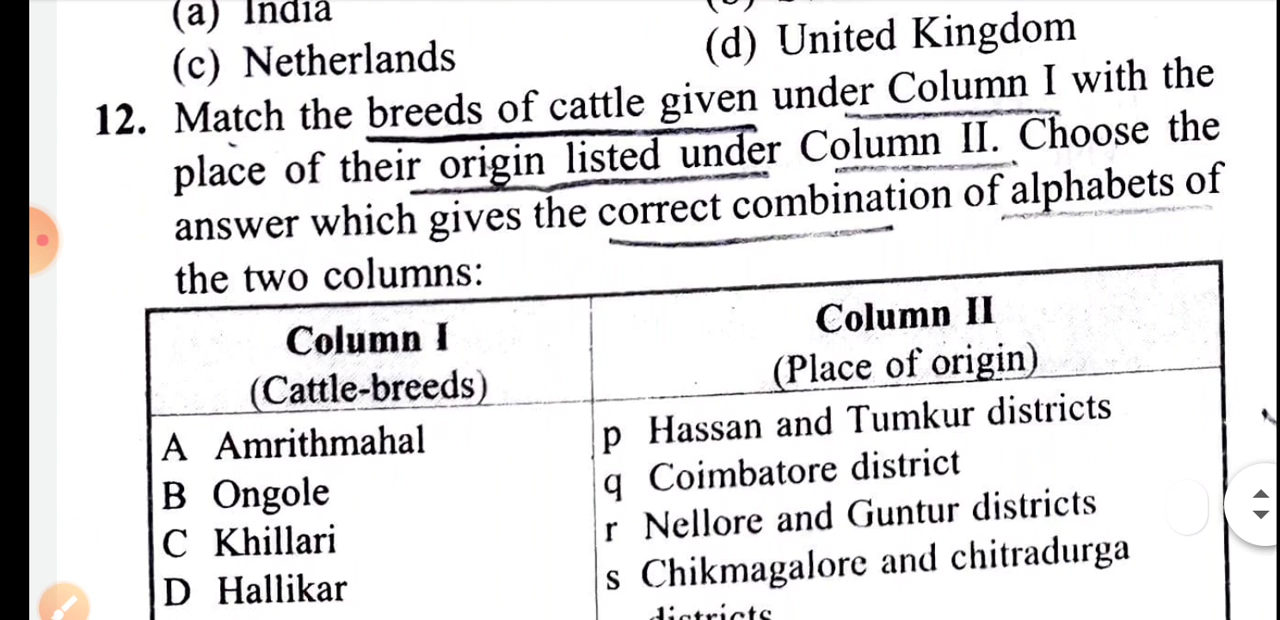 (a) India
(c) Netherlands
(d) United Kingdom
12. Match the breeds of cattle given under Column I with the
place of their origin listed under Column II. Choose the
answer which gives the correct combination of alphabets of
the two columns:
Column I
(Cattle-breeds)
Column II
(Place of origin)
A Amrithmahal
B Ongole
C Khillari
D Hallikar
p Hassan and Tumkur districts
q Coimbatore district
r Nellore and Guntur districts
s Chikmagalore and chitradurga
districts